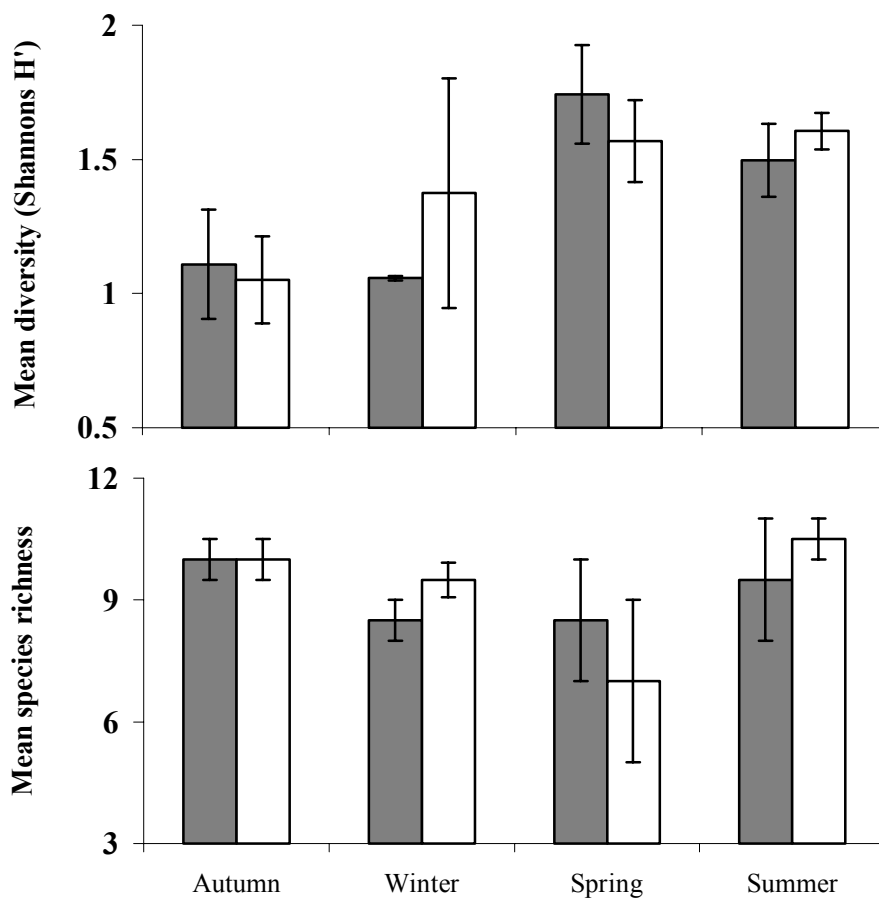 Mean diversity (Shannons H')
2
1.5
1
0.5
Mean species richness
12
9
6
3
Autumn Winter Spring Summer